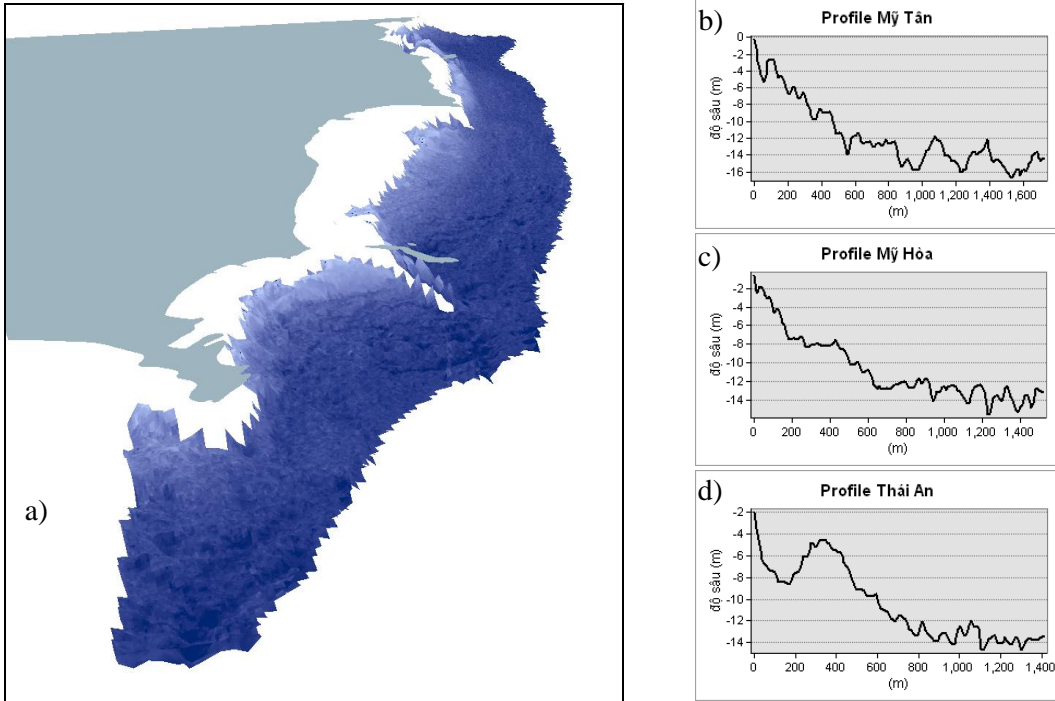 a)
b)
Profile Mỹ Tân
độ sâu (m)
0
-2
-4
-6
-8
-10
-12
-14
-16
0 200 400 600 800 1,000 1,200 1,400 1,600
(m)
c)
Profile Mỹ Hòa
độ sâu (m)
-2
-4
-6
-8
-10
-12
-14
0 200 400 600 800 1,000 1,200 1,400
(m)
d)
Profile Thái An
độ sâu (m)
-2
-4
-6
-8
-10
-12
-14
0 200 400 600 800 1,000 1,200 1,400
(m)